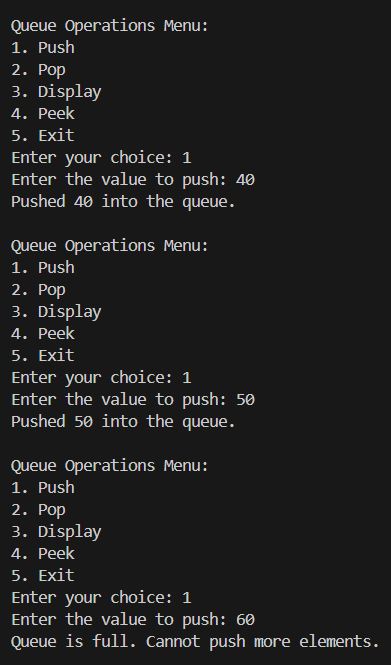 Queue Operations Menu:
1. Push
2. Pop
3. Display
4. Peek
5. Exit
Enter your choice: 1
Enter the value to push: 40
Pushed 40 into the queue.

Queue Operations Menu:
1. Push
2. Pop
3. Display
4. Peek
5. Exit
Enter your choice: 1
Enter the value to push: 50
Pushed 50 into the queue.

Queue Operations Menu:
1. Push
2. Pop
3. Display
4. Peek
5. Exit
Enter your choice: 1
Enter the value to push: 60
Queue is full. Cannot push more elements.